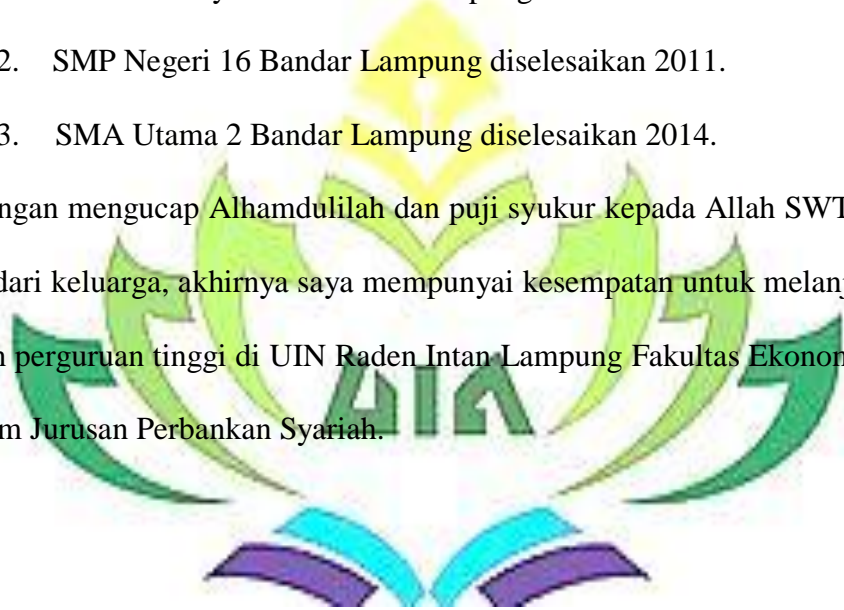 2. SMP Negeri 16 Bandar Lampung diselesaikan 2011.
3. SMA Utama 2 Bandar Lampung diselesaikan 2014.
ngan mengucap Alhamdulilah dan puji syukur kepada Allah SWT
dari keluarga, akhirnya saya mempunyai kesempatan untuk melanj
perguruan tinggi di UIN Raden Intan Lampung Fakultas Ekonom
m Jurusan Perbankan Syariah.
UIN